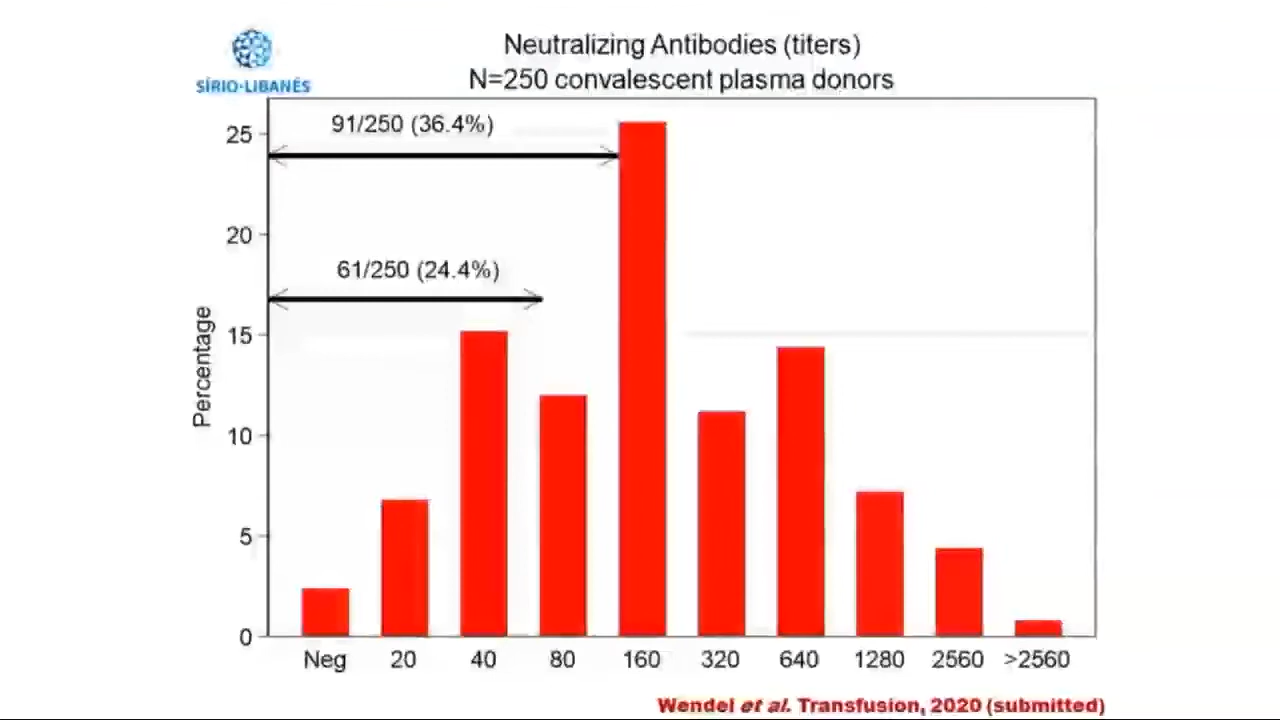 SÍRIO-LIBANÊS
Neutralizing Antibodies (titers)
N=250 convalescent plasma donors
91/250 (36.4%)
61/250 (24.4%)
Percentage
25
20
15
10
5
0
Neg 20 40 80 160 320 640 1280 2560 >2560
Wendel et al. Transfusion, 2020 (submitted)